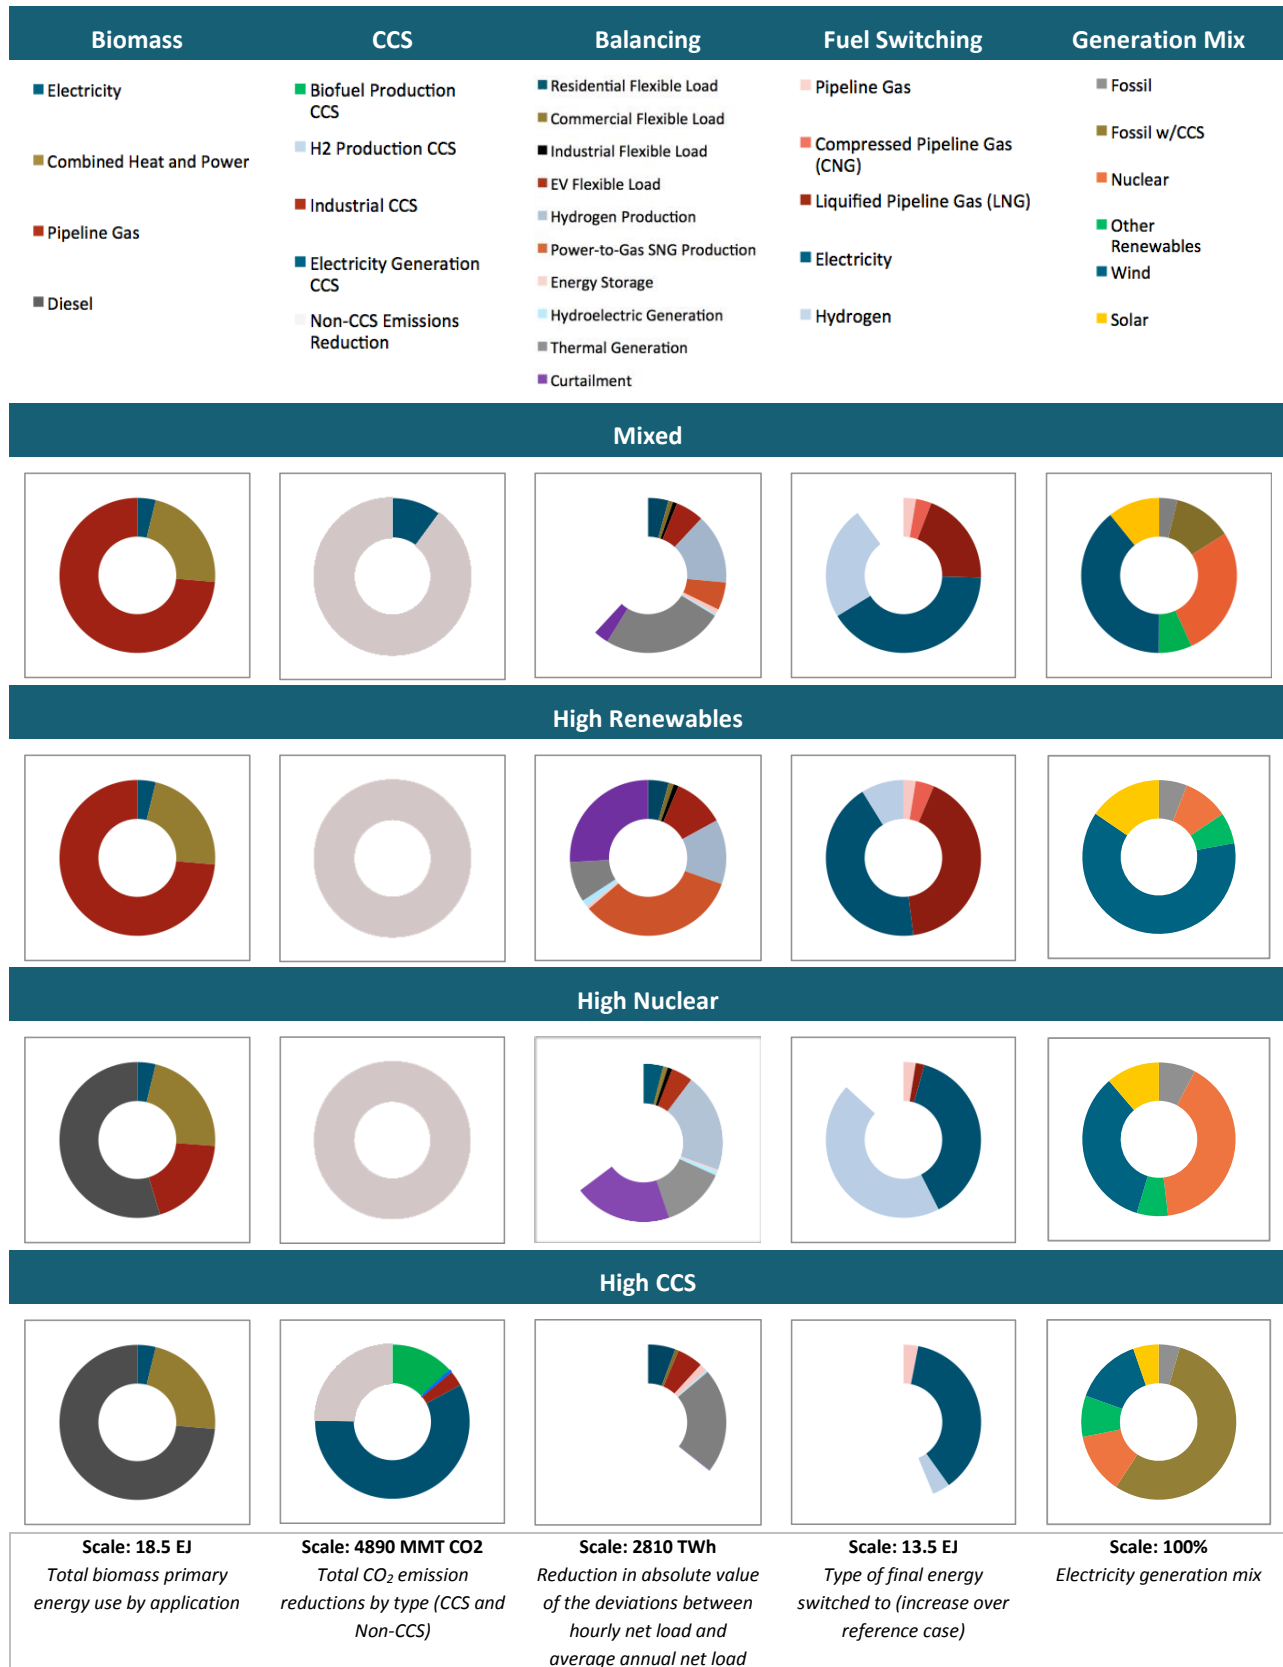 Biomass
CCS
Balancing
Fuel Switching
Generation Mix
Electricity
Combined Heat and Power
Pipeline Gas
Diesel
Biofuel Production
CCS
H2 Production CCS
Industrial CCS
Electricity Generation
CCS
Non-CCS Emissions
Reduction
Residential Flexible Load
Commercial Flexible Load
Industrial Flexible Load
EV Flexible Load
Hydrogen Production
Power-to-Gas SNG Production
Energy Storage
Hydroelectric Generation
Thermal Generation
Curtailment
Pipeline Gas
Compressed Pipeline Gas
(CNG)
Liquified Pipeline Gas (LNG)
Electricity
Hydrogen
Fossil
Fossil w/CCS
Nuclear
Other
Renewables
Wind
Solar
Mixed
High Renewables
High Nuclear
High CCS
Scale: 18.5 EJ
Total biomass primary
energy use by application
Scale: 4890 MMT CO2
Total CO₂ emission
reductions by type (CCS and
Non-CCS)
Scale: 2810 TWh
Reduction in absolute value
of the deviations between
hourly net load and
average annual net load
Scale: 13.5 EJ
Type of final energy
switched to (increase over
reference case)
Scale: 100%
Electricity generation mix